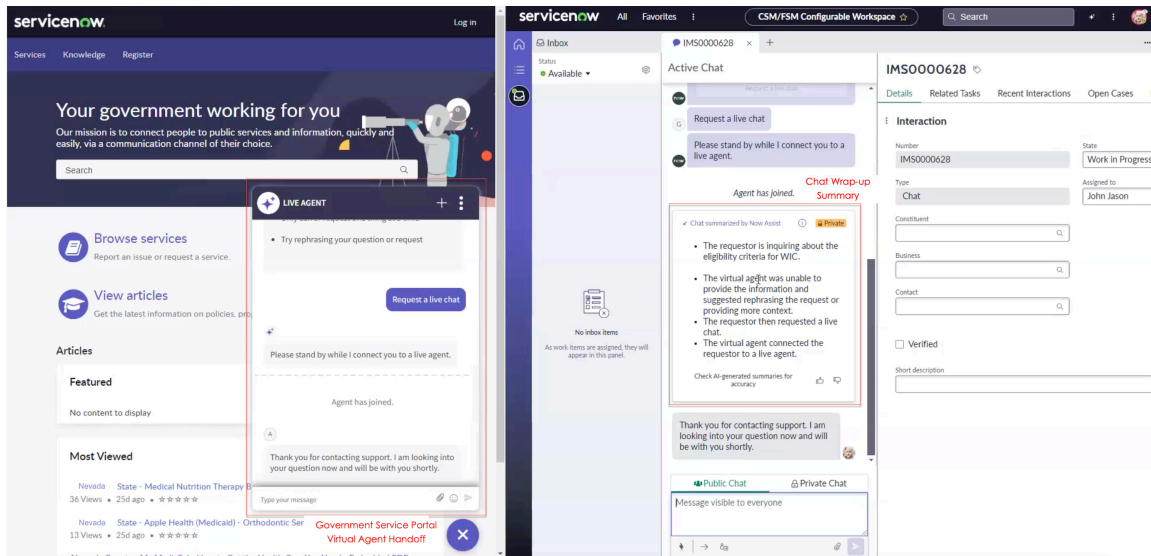 servicenow
Log in
Services Knowledge Register
Your government working for you
Our mission is to connect people to public services and information, quickly and
easily, via a communication channel of their choice.
Search
Browse services
Report an issue or request a service.
View articles
Get the latest information on policies,
Articles
Featured
No content to display
Most Viewed
Nevada State - Medical Nutrition Therapy
36 Views • 25d ago •
Nevada State - Apple Health (Medicaid) - Orthodontic Ser
13 Views • 25d ago •
LIVE AGENT
• Try rephrasing your question or request
Request a live chat
Please stand by while I connect you to a live agent.
Agent has joined.
A
Thank you for contacting support. I am looking into
your question now and will be with you shortly.
Type your message
Government Service Portal
Virtual Agent Handoff
servicenow All Favorites CSM/FSM Configurable Workspace Search
Inbox
Status
Available
No inbox items
As work items are assigned, they will
appear in this panel.
IMS0000628 × +
Active Chat
Request a live chat
now
G
Request a live chat
Please stand by while I connect you to a
live agent.
now
Agent has joined.
Chat Wrap-up
Summary
Chat summarized by Now Assist Private
• The requestor is inquiring about the
eligibility criteria for WIC.
• The virtual agent was unable to
provide the information and
suggested rephrasing the request or
providing more context.
• The requestor then requested a live
chat.
• The virtual agent connected the
requestor to a live agent.
Check AI-generated summaries for
accuracy
Thank you for contacting support. I am
looking into your question now and will
be with you shortly.
Public Chat Private Chat
Message visible to everyone
IMS0000628
Details Related Tasks Recent Interactions Open Cases
Interaction
Number
IMS0000628
State
Work in Progress
Type
Chat
Assigned to
John Jason
Constituent
Business
Contact
Verified
Short description